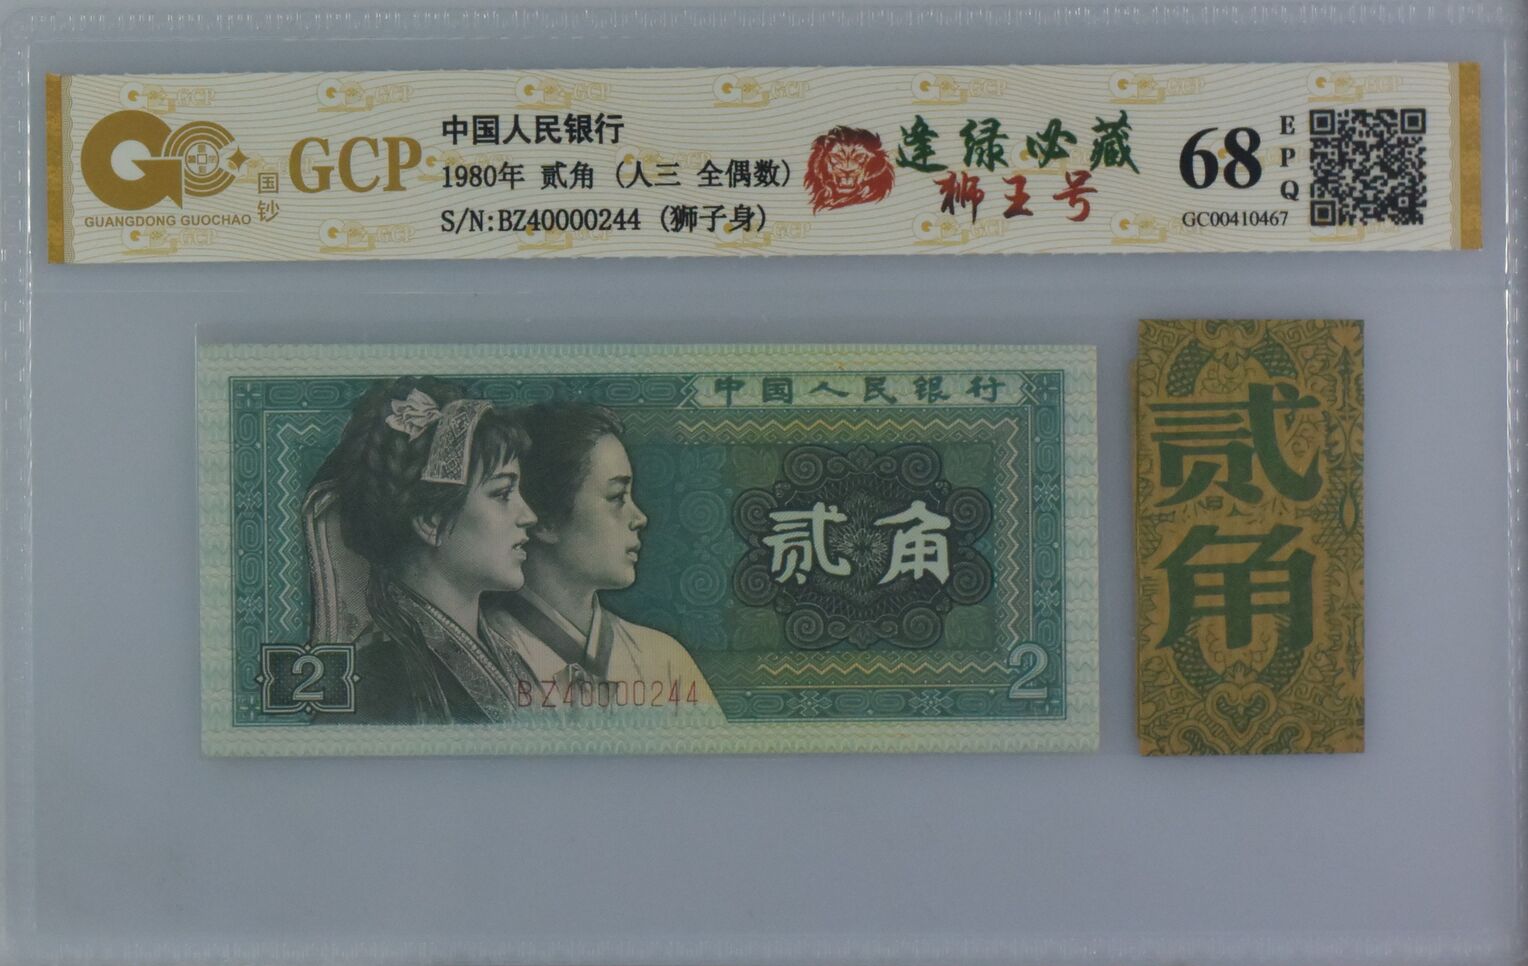 GCP
GUANGDONG GUOCHAO
国钞
中国人民银行
1980年 贰角 (人三 全偶数)
S/N:BZ40000244 (狮子身)
逢绿必藏
狮王号
68
EPQ
GC00410467
中国人民银行
贰角
2
2
BZ40000244
贰角